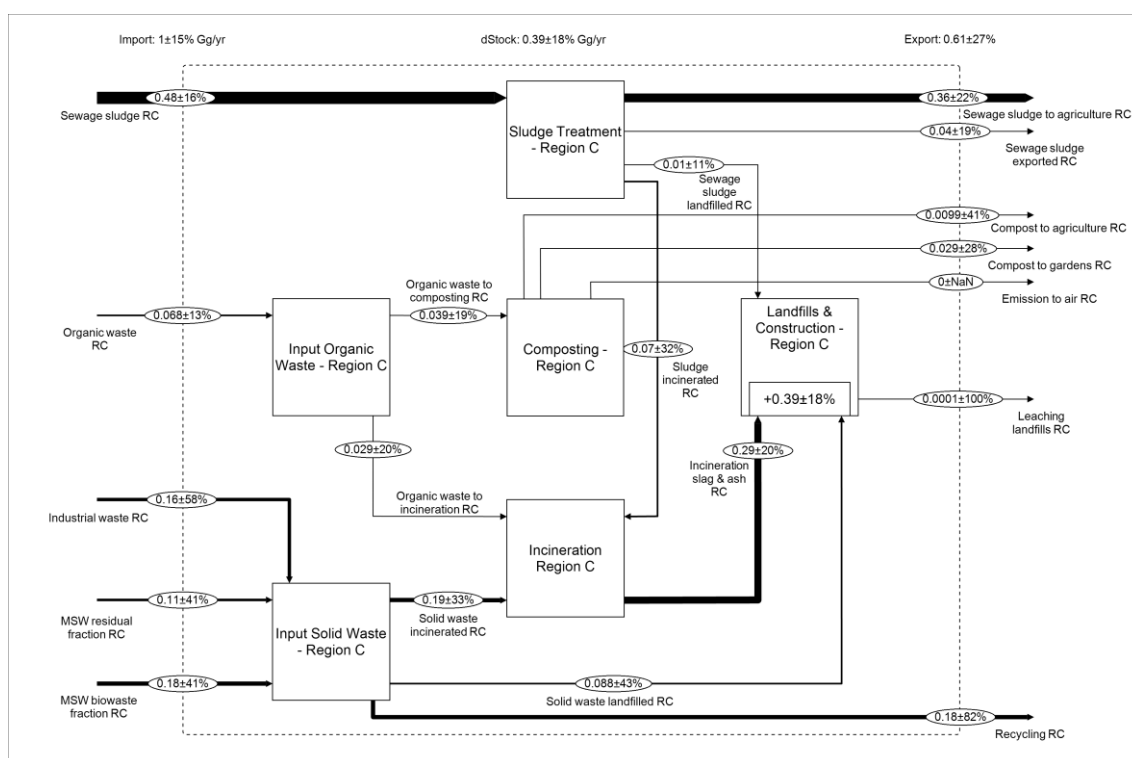 Import: 1±15% Gg/yr
dStock: 0.39±18% Gg/yr
Export: 0.61±27%
0.48±16%
Sewage sludge RC
Sludge Treatment
- Region C
0.36±22%
Sewage sludge to agriculture RC
0.04±19%
Sewage sludge
exported RC
0.01±11%
Sewage
sludge
landfilled RC
0.0099±41%
Compost to agriculture RC
0.029±28%
Compost to gardens RC
0±NaN
Emission to air RC
Organic waste to
composting RC
0.039±19%
0.068±13%
Organic waste
RC
Input Organic
Waste - Region C
Composting -
Region C
0.07±32%
Sludge
incinerated
RC
Landfills &
Construction -
Region C
+0.39±18%
0.0001±100%
Leaching
landfills RC
0.029±20%
Organic waste to
incineration RC
0.29±20%
Incineration
slag & ash
RC
0.16±58%
Industrial waste RC
Incineration
Region C
0.11±41%
MSW residual
fraction RC
Input Solid Waste
- Region C
0.19±33%
Solid waste
incinerated RC
0.18±41%
MSW biowaste
fraction RC
0.088±43%
Solid waste landfilled RC
0.18±82%
Recycling RC